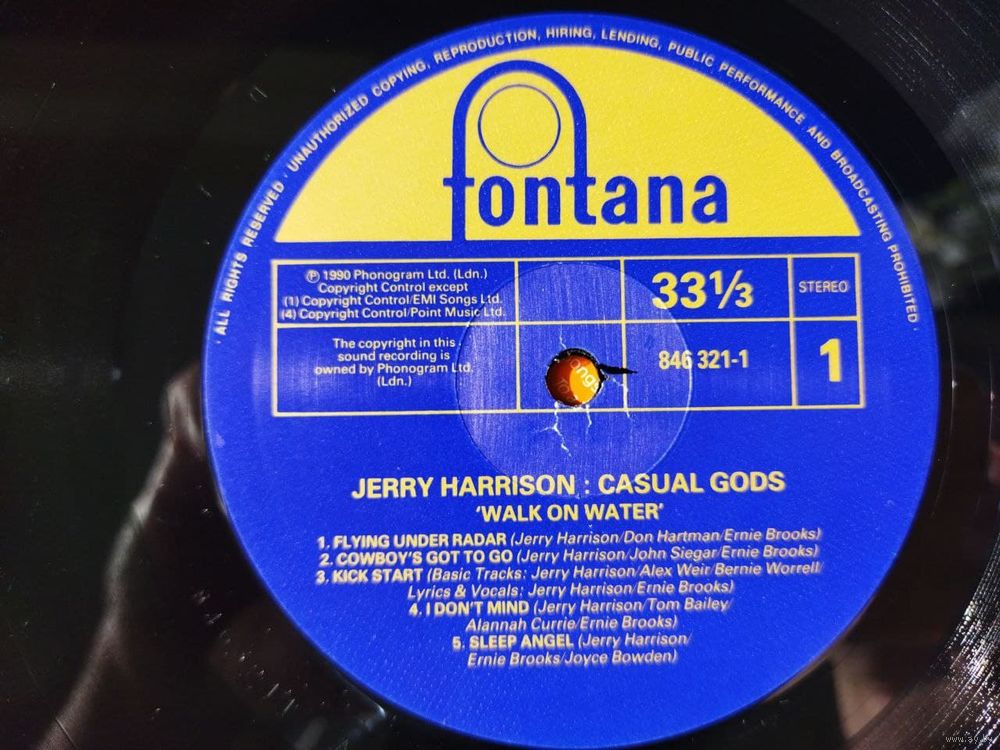 · ALL RIGHTS RESERVED · UNAUTHORIZED COPYING, REPRODUCTION, HIRING, LENDING, PUBLIC PERFORMANCE AND BROADCASTING PROHIBITED ·
fontana
℗ 1990 Phonogram Ltd. (Ldn.)
Copyright Control except
(1) Copyright Control/EMI Songs Ltd.
(4) Copyright Control/Point Music Ltd.
33⅓
STEREO
The copyright in this
sound recording is
owned by Phonogram Ltd.
(Ldn.)
846 321-1
1
JERRY HARRISON : CASUAL GODS
‘WALK ON WATER’
1. FLYING UNDER RADAR (Jerry Harrison/Don Hartman/Ernie Brooks)
2. COWBOY'S GOT TO GO (Jerry Harrison/John Siegar/Ernie Brooks)
3. KICK START (Basic Tracks: Jerry Harrison/Alex Weir/Bernie Worrell/
Lyrics & Vocals: Jerry Harrison/Ernie Brooks)
4. I DON'T MIND (Jerry Harrison/Tom Bailey/
Alannah Currie/Ernie Brooks)
5. SLEEP ANGEL (Jerry Harrison/
Ernie Brooks/Joyce Bowden)